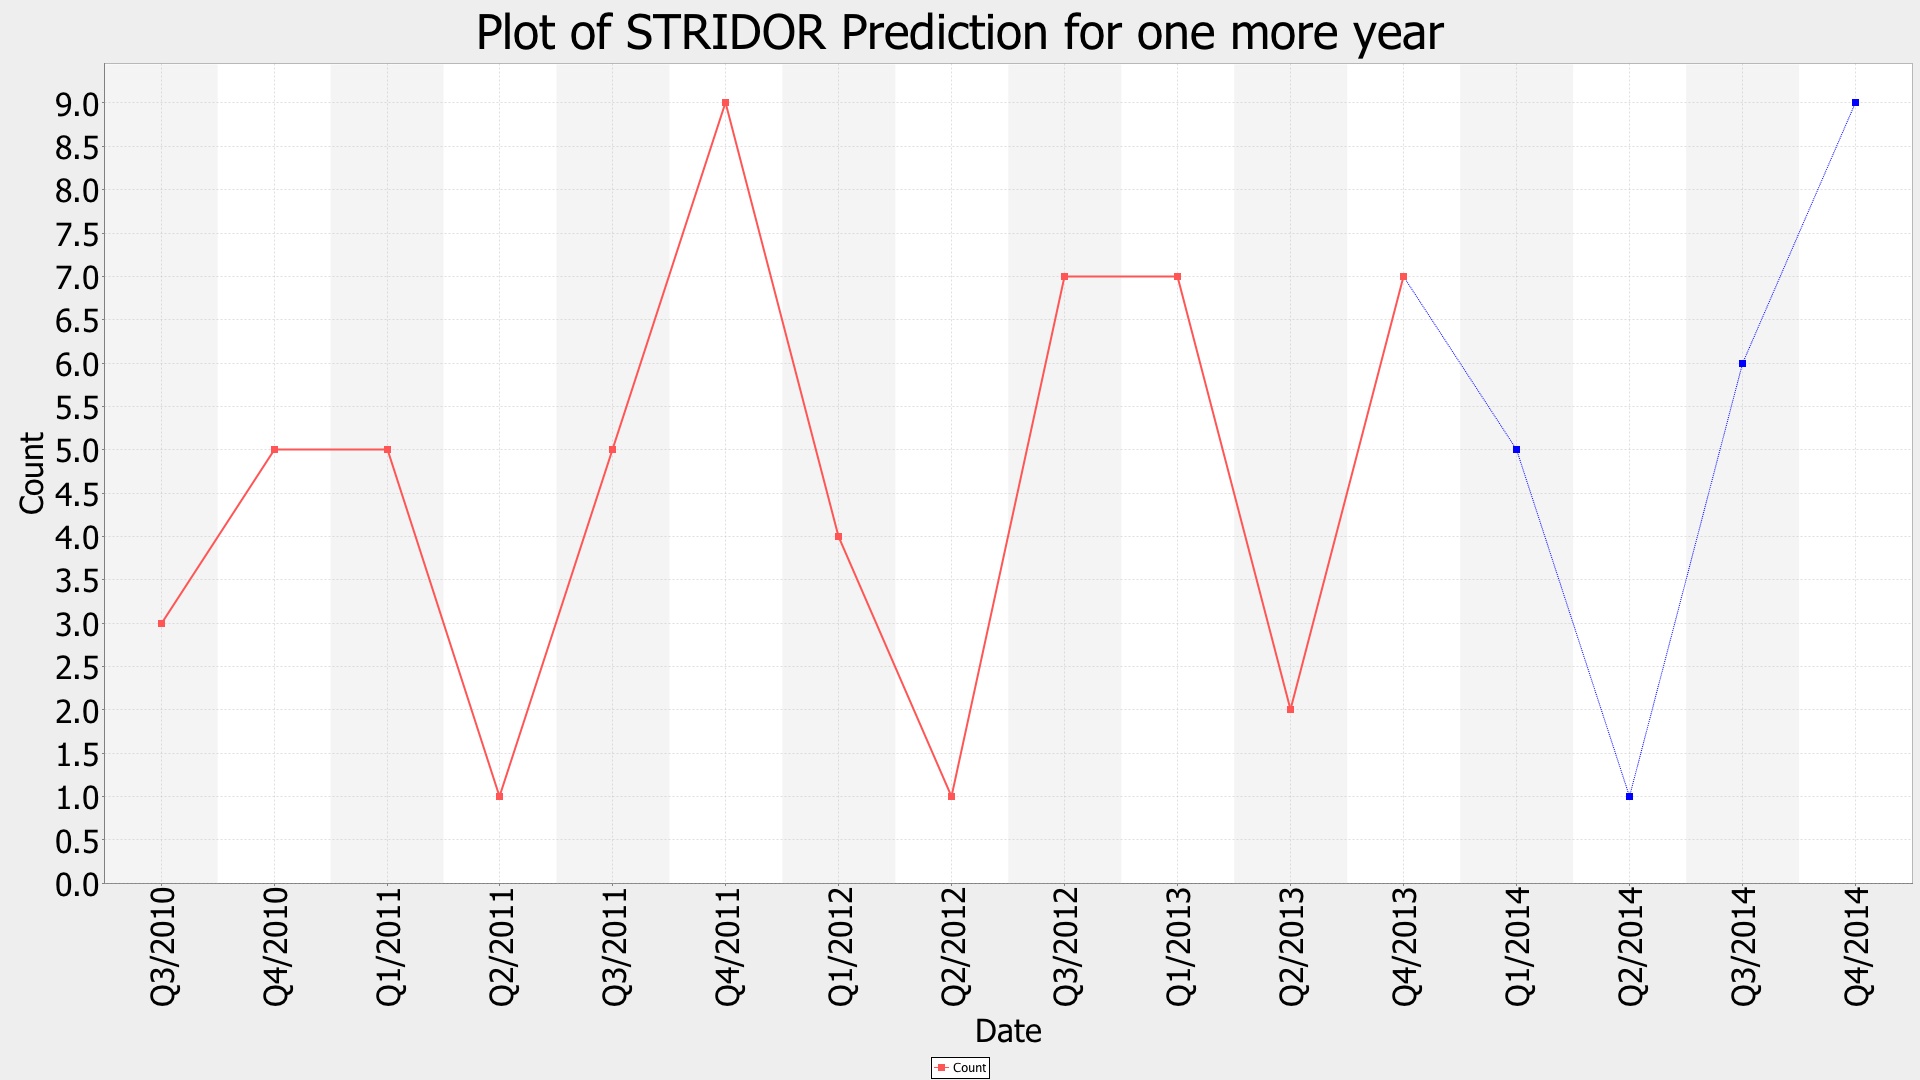 Plot of STRIDOR Prediction for one more year
Count
9.0
8.5
8.0
7.5
7.0
6.5
6.0
5.5
5.0
4.5
4.0
3.5
3.0
2.5
2.0
1.5
1.0
0.5
0.0
Q3/2010
Q4/2010
Q1/2011
Q2/2011
Q3/2011
Q4/2011
Q1/2012
Q2/2012
Q3/2012
Q1/2013
Q2/2013
Q4/2013
Q1/2014
Q2/2014
Q3/2014
Q4/2014
Date
Count